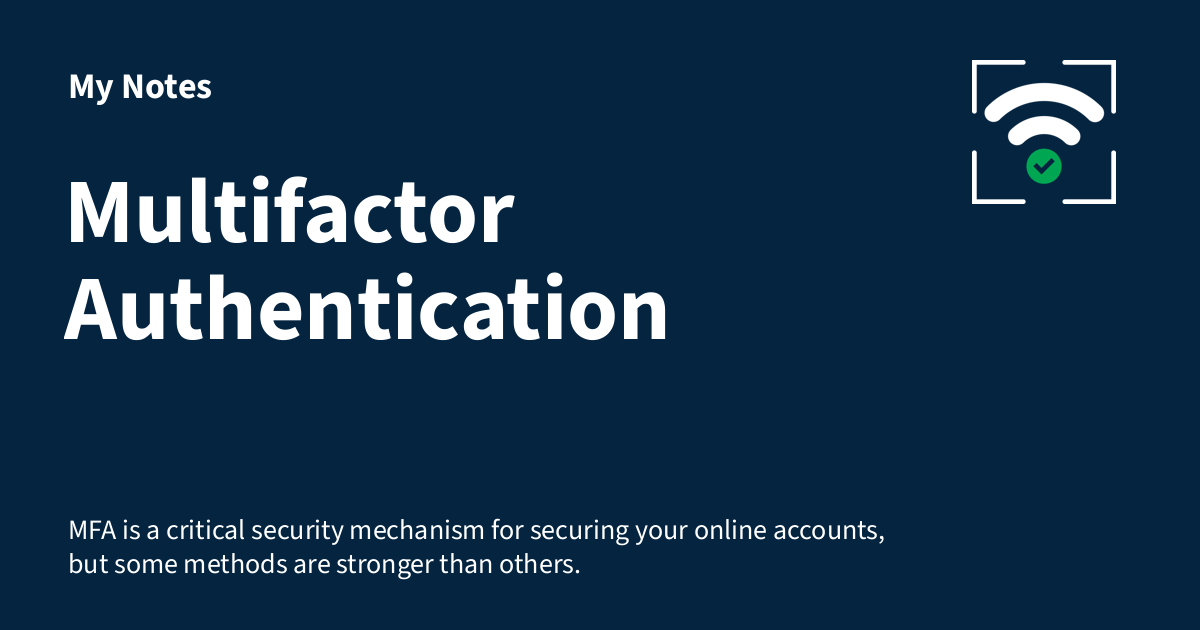 My Notes
Multifactor
Authentication
MFA is a critical security mechanism for securing your online accounts,
but some methods are stronger than others.